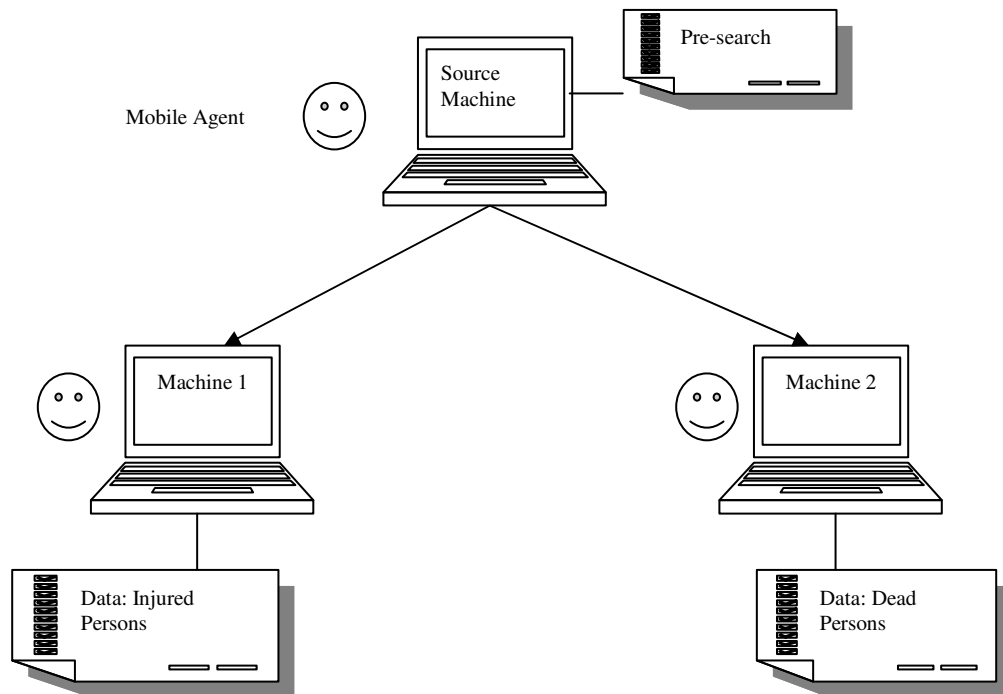 Pre-search
Source
Machine
Mobile Agent
Machine 1
Machine 2
Data: Injured
Persons
Data: Dead
Persons